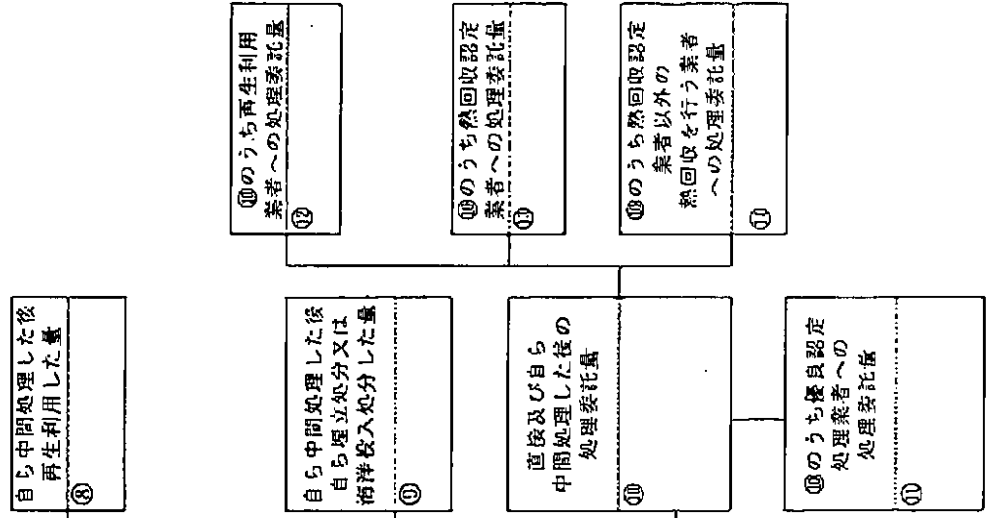 自ら中間処理した後
再生利用した量
⑧
自ら中間処理した後
自ら埋立処分又は
海洋投入処分した量
⑨
直接及び自ら
中間処理した後の
処理委託量
⑩
⑩のうち優良認定
処理業者への
処理委託量
⑪
⑩のうち再生利用
業者への処理委託量
⑫
⑩のうち熱回収認定
業者への処理委託量
⑬
⑩のうち熱回収認定
業者以外の
熱回収を行う業者
への処理委託量
⑭